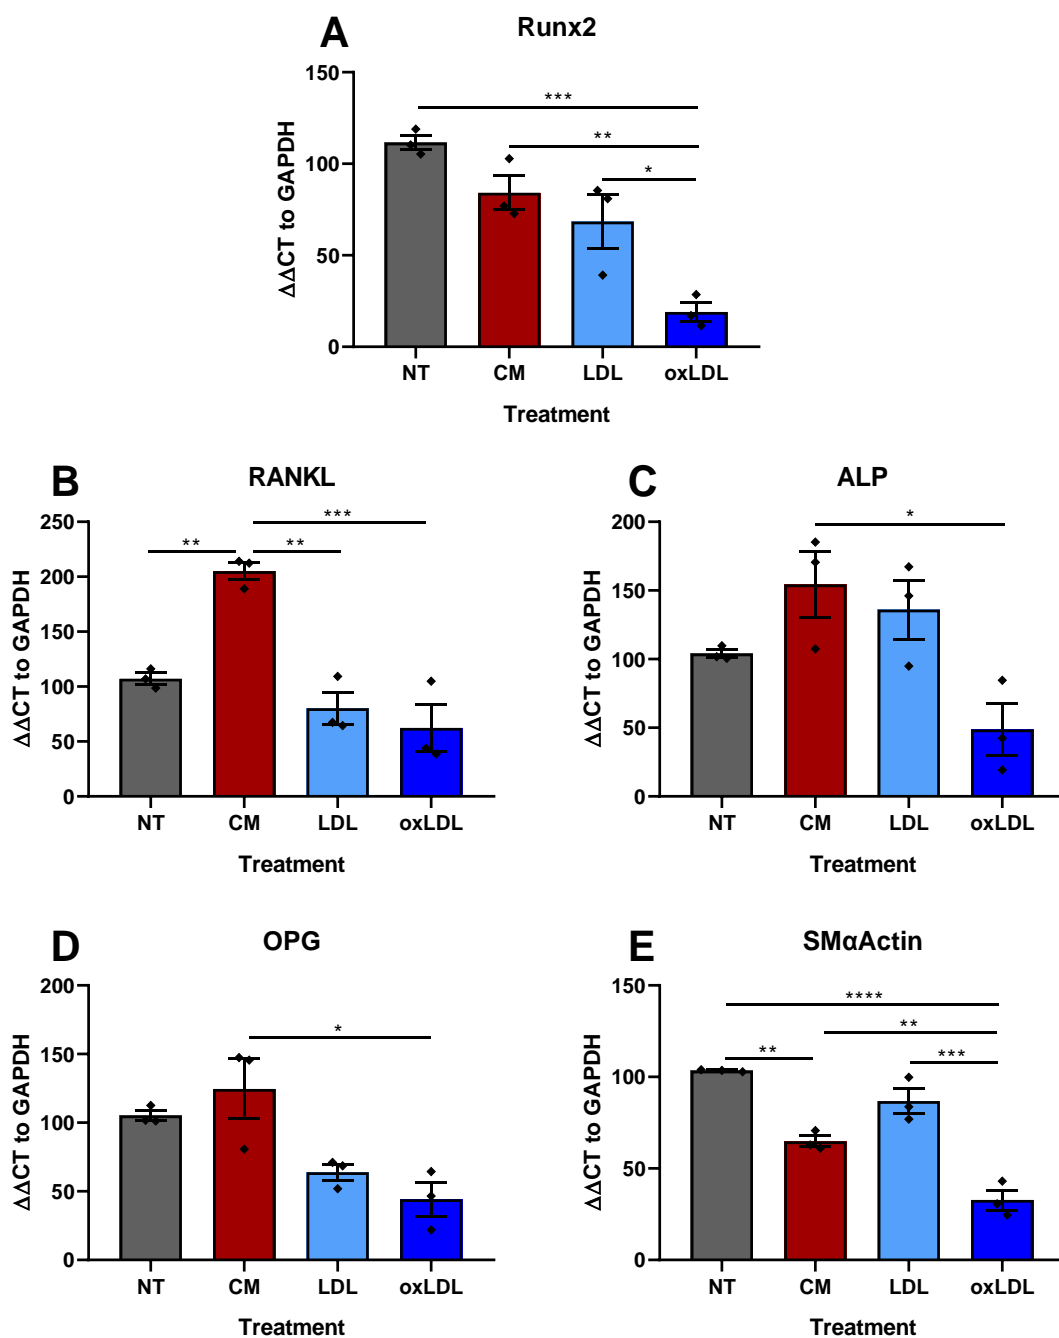 A
Runx2
150
100
50
0
ΔΔCT to GAPDH
***
**
*
NT CM LDL oxLDL
Treatment
B
RANKL
250
200
150
100
50
0
ΔΔCT to GAPDH
***
** **
NT CM LDL oxLDL
Treatment
C
ALP
200
150
100
50
0
ΔΔCT to GAPDH
*
NT CM LDL oxLDL
Treatment
D
OPG
200
150
100
50
0
ΔΔCT to GAPDH
*
NT CM LDL oxLDL
Treatment
E
SMαActin
150
100
50
0
ΔΔCT to GAPDH
****
**
** ***
NT CM LDL oxLDL
Treatment